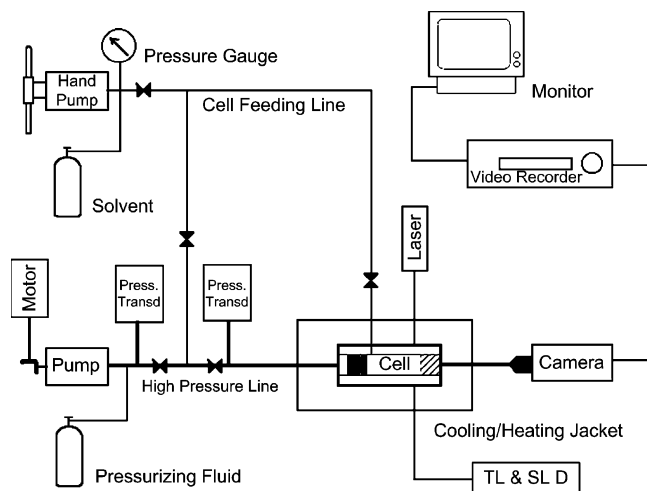 Pressure Gauge
Hand
Pump
Cell Feeding Line
Monitor
Video Recorder
Solvent
Laser
Motor
Press.
Transd
Press.
Transd
Pump
High Pressure Line
Cell
Camera
Cooling/Heating Jacket
Pressurizing Fluid
TL & SL D